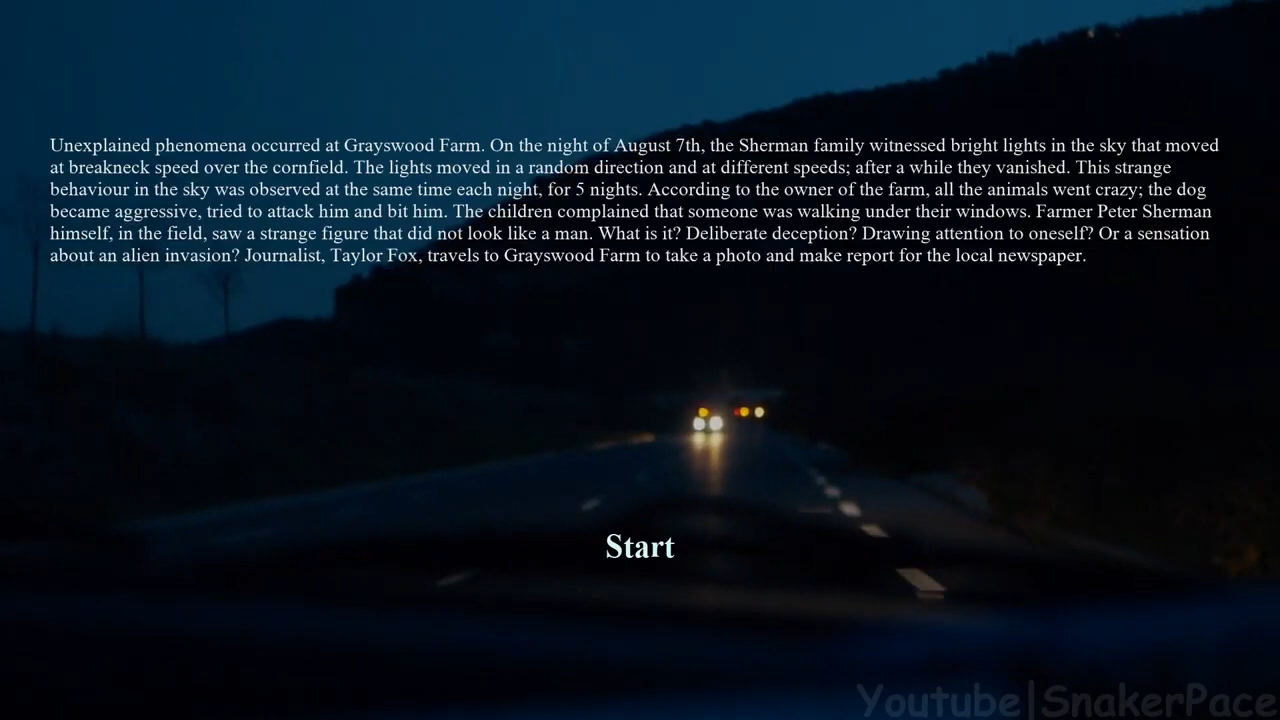 Unexplained phenomena occurred at Grayswood Farm. On the night of August 7th, the Sherman family witnessed bright lights in the sky that moved
at breakneck speed over the cornfield. The lights moved in a random direction and at different speeds; after a while they vanished. This strange
behaviour in the sky was observed at the same time each night, for 5 nights. According to the owner of the farm, all the animals went crazy; the dog
became aggressive, tried to attack him and bit him. The children complained that someone was walking under their windows. Farmer Peter Sherman
himself, in the field, saw a strange figure that did not look like a man. What is it? Deliberate deception? Drawing attention to oneself? Or a sensation
about an alien invasion? Journalist, Taylor Fox, travels to Grayswood Farm to take a photo and make report for the local newspaper.
Start
Youtube|SnakerPace